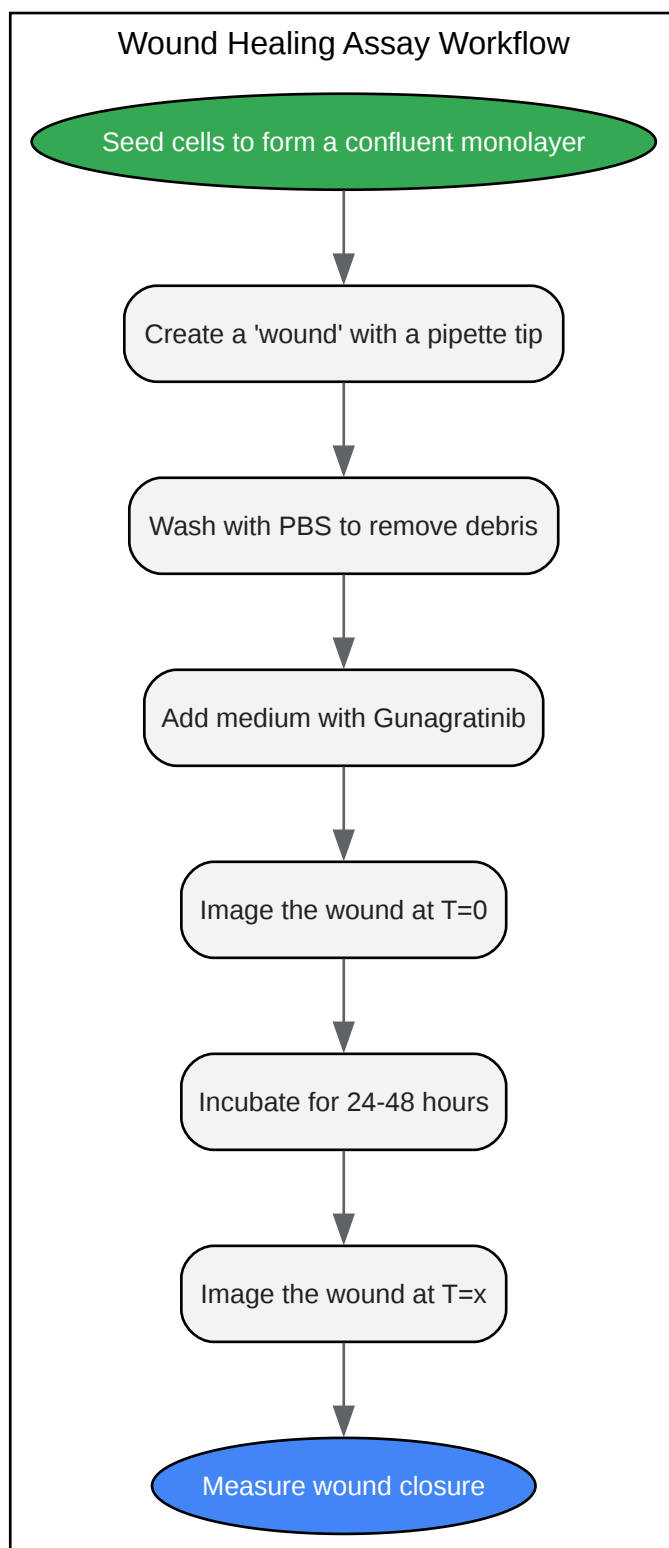 Wound Healing Assay Workflow
Seed cells to form a confluent monolayer
Create a 'wound' with a pipette tip
Wash with PBS to remove debris
Add medium with Gunagratinib
Image the wound at T=0
Incubate for 24-48 hours
Image the wound at T=x
Measure wound closure